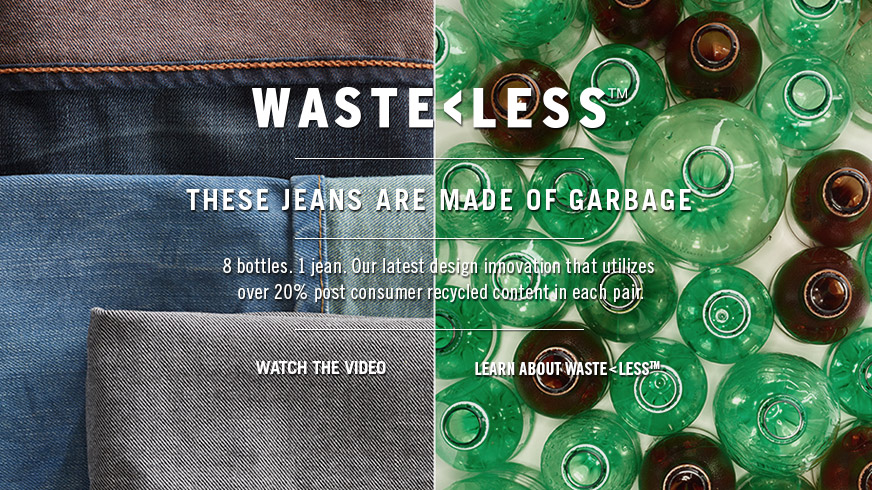 WASTE<LESS™
THESE JEANS ARE MADE OF GARBAGE
8 bottles. 1 jean. Our latest design innovation that utilizes
over 20% post consumer recycled content in each pair.
WATCH THE VIDEO
LEARN ABOUT WASTE<LESS™